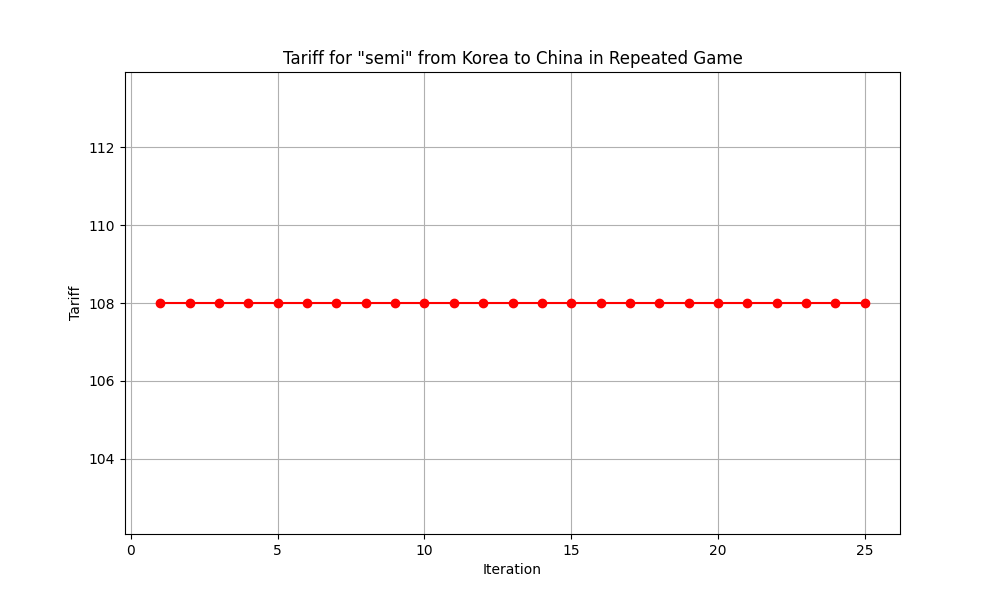 Tariff for "semi" from Korea to China in Repeated Game
112
110
108
106
104
Tariff
0 5 10 15 20 25
Iteration